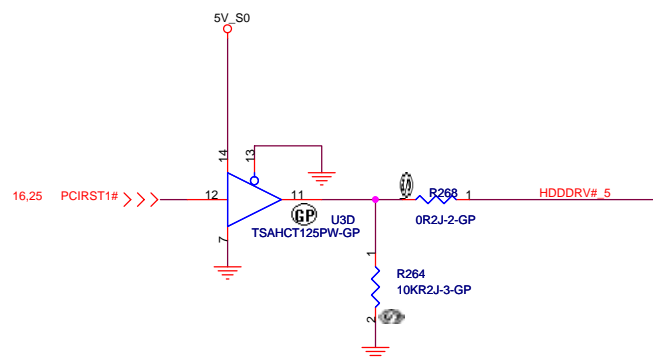 5V_S0
14
13
16,25 PCIRST1#
12
11
HDDDRV#_5
R268
1
GP
U3D
0R2J-2-GP
TSAHCT125PW-GP
7
1
R264
10KR2J-3-GP
2